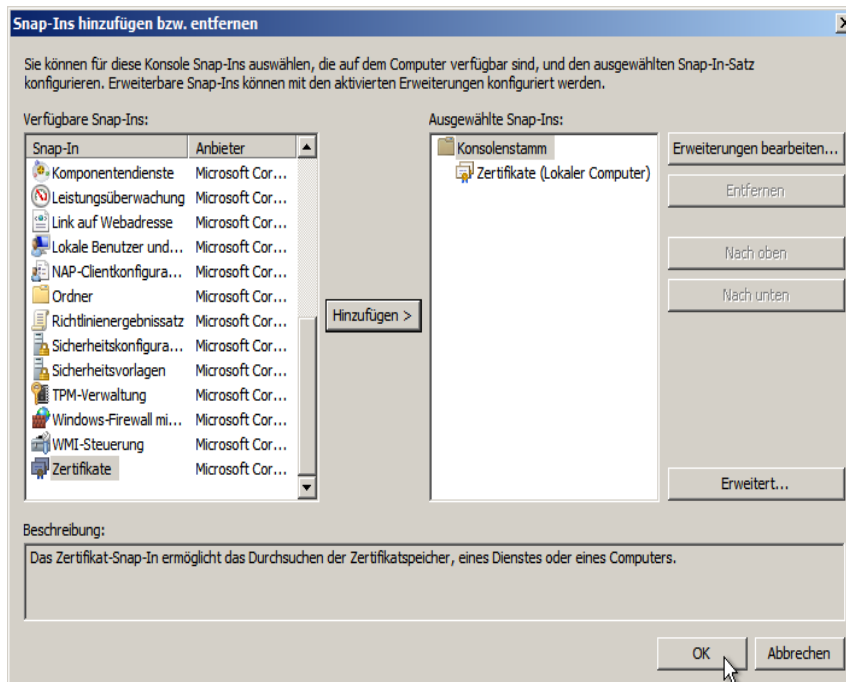 Snap-Ins hinzufügen bzw. entfernen
Sie können für diese Konsole Snap-Ins auswählen, die auf dem Computer verfügbar sind, und den ausgewählten Snap-In-Satz
konfigurieren. Erweiterbare Snap-Ins können mit den aktivierten Erweiterungen konfiguriert werden.
Verfügbare Snap-Ins:
Snap-In Anbieter
Komponentendienste Microsoft Cor...
Leistungsüberwachung Microsoft Cor...
Link auf Webadresse Microsoft Cor...
Lokale Benutzer und... Microsoft Cor...
NAP-Clientkonfigura... Microsoft Cor...
Ordner Microsoft Cor...
Richtlinienergebnissatz Microsoft Cor...
Sicherheitskonfigura... Microsoft Cor...
Sicherheitsvorlagen Microsoft Cor...
TPM-Verwaltung Microsoft Cor...
Windows-Firewall mi... Microsoft Cor...
WMI-Steuerung Microsoft Cor...
Zertifikate Microsoft Cor...
Hinzufügen >
Ausgewählte Snap-Ins:
Konsolenstamm
Zertifikate (Lokaler Computer)
Erweiterungen bearbeiten...
Entfernen
Nach oben
Nach unten
Erweitert...
Beschreibung:
Das Zertifikat-Snap-In ermöglicht das Durchsuchen der Zertifikatspeicher, eines Dienstes oder eines Computers.
OK
Abbrechen